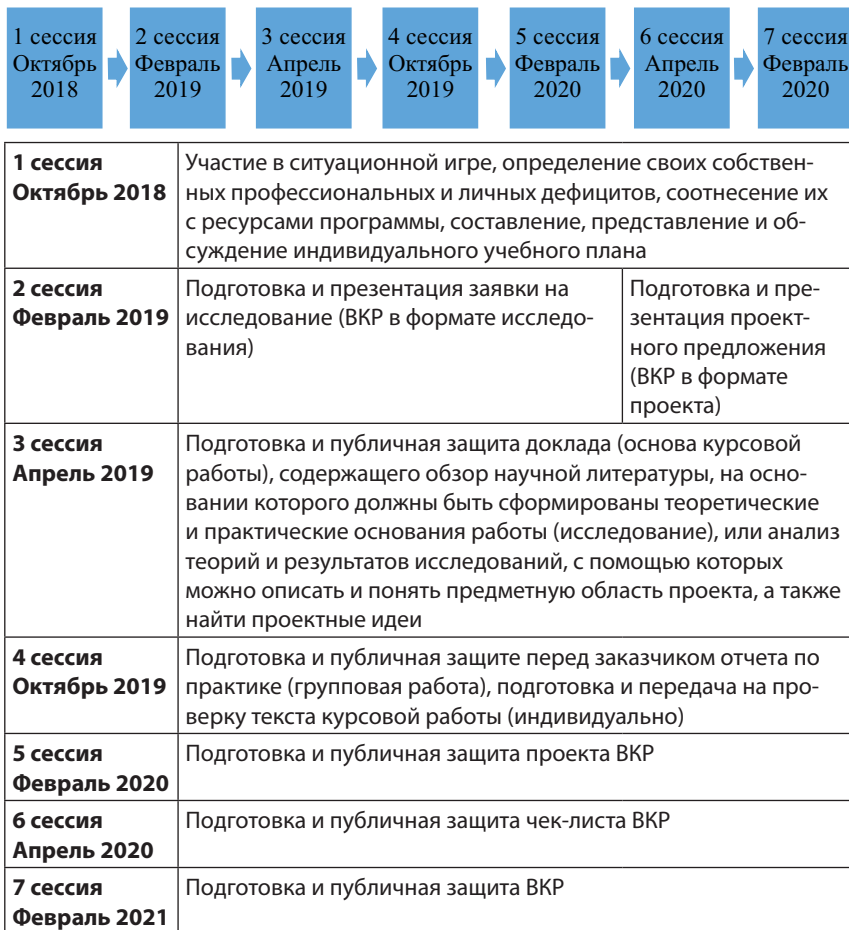 1 сессия
Октябрь
2018
2 сессия
Февраль
2019
3 сессия
Апрель
2019
4 сессия
Октябрь
2019
5 сессия
Февраль
2020
6 сессия
Апрель
2020
7 сессия
Февраль
2020
1 сессия
Октябрь 2018
Участие в ситуационной игре, определение своих собствен-
ных профессиональных и личных дефицитов, соотнесение их
с ресурсами программы, составление, представление и об-
суждение индивидуального учебного плана
2 сессия
Февраль 2019
Подготовка и презентация заявки на
исследование (ВКР в формате исследо-
вания)
Подготовка и пре-
зентация проект-
ного предложения
(ВКР в формате
проекта)
3 сессия
Апрель 2019
Подготовка и публичная защита доклада (основа курсовой
работы), содержащего обзор научной литературы, на осно-
вании которого должны быть сформированы теоретические
и практические основания работы (исследование), или анализ
теорий и результатов исследований, с помощью которых
можно описать и понять предметную область проекта, а также
найти проектные идеи
4 сессия
Октябрь 2019
Подготовка и публичная защите перед заказчиком отчета по
практике (групповая работа), подготовка и передача на про-
верку текста курсовой работы (индивидуально)
5 сессия
Февраль 2020
Подготовка и публичная защита проекта ВКР
6 сессия
Апрель 2020
Подготовка и публичная защита чек-листа ВКР
7 сессия
Февраль 2021
Подготовка и публичная защита ВКР